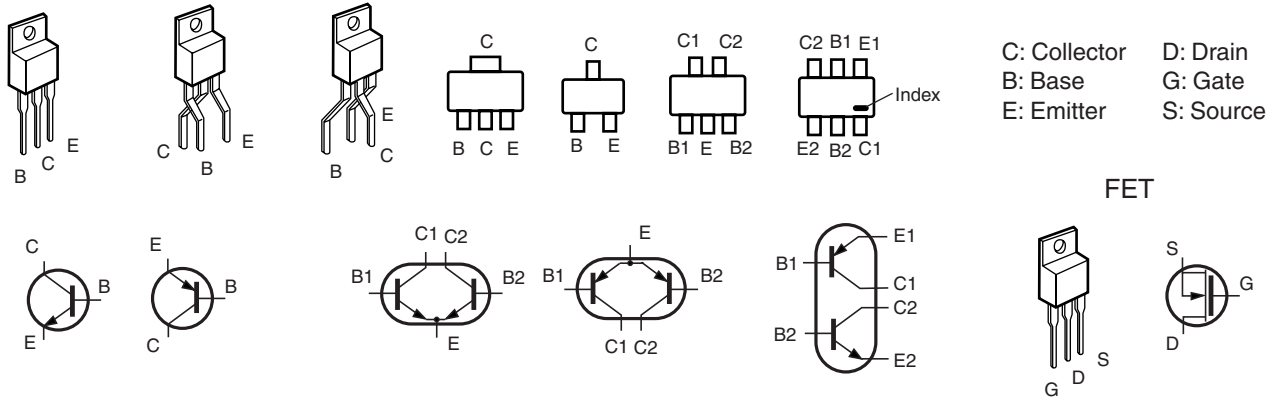 C
C
C1 C2
C2 B1 E1
C: Collector D: Drain
B: Base G: Gate
E: Emitter S: Source
Index
B C E
C B E
B E C
B C E
B E
B1 E B2
E2 B2 C1
FET
C
B
E
E
B
C
C1 C2
B1 B2
E
E
B1 B2
C1 C2
E1
B1
C1
C2
B2
E2
G D S
S
G
D